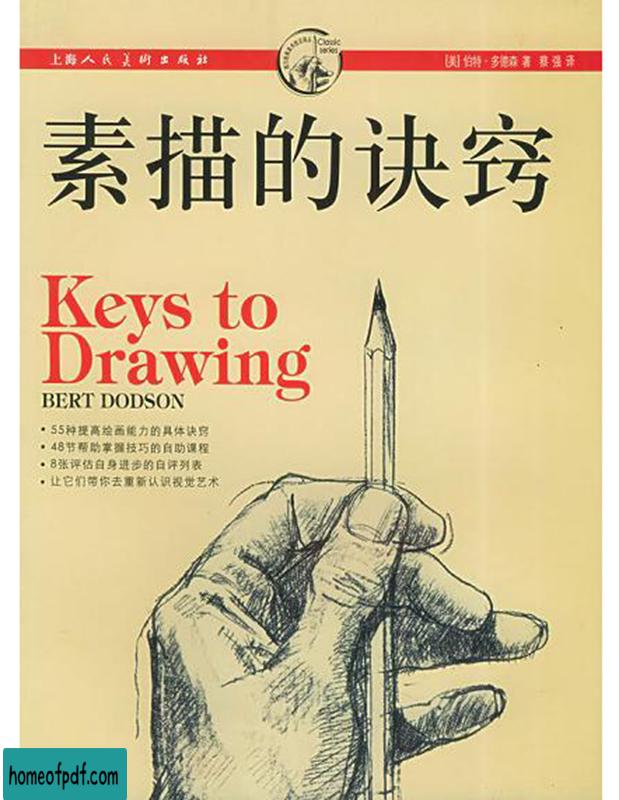 上海人民美術出版社
Classic
series
[美] 伯特·多德森 著 蔡强 译
素描的诀窍
Keys to
Drawing
BERT DODSON
• 55种提高绘画能力的具体诀窍
• 48节帮助掌握技巧的自助课程
• 8张评估自身进步的自评列表
• 让它们带你去重新认识视觉艺术
homeofpdf.com